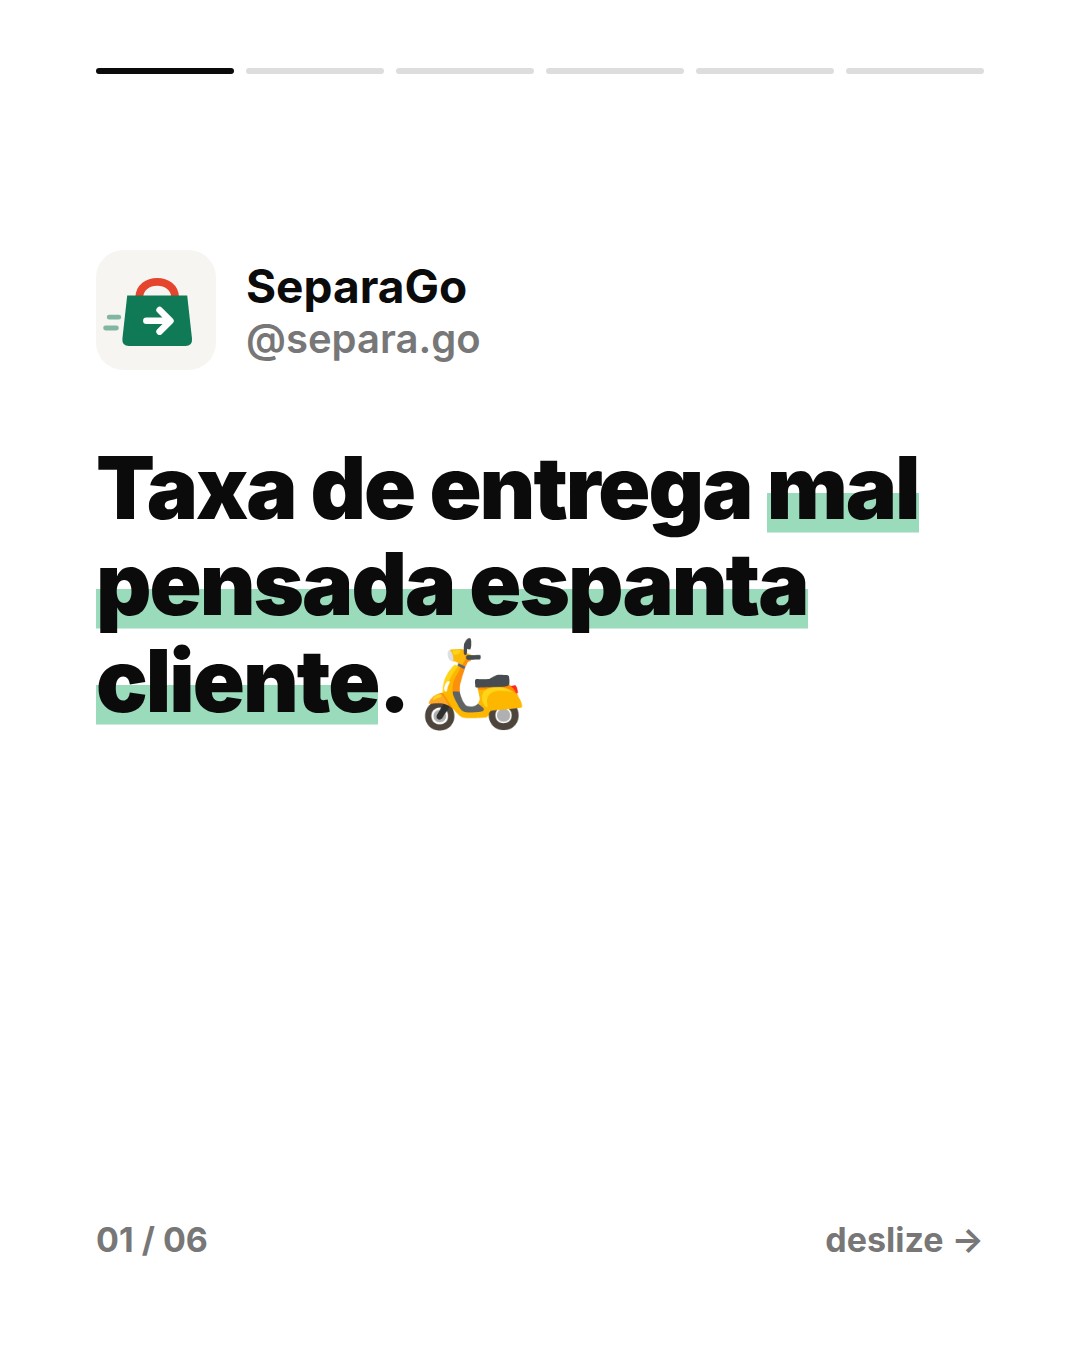 SeparaGo
@separa.go
Taxa de entrega mal
pensada espanta
cliente. 🛵
01 / 06
deslize →